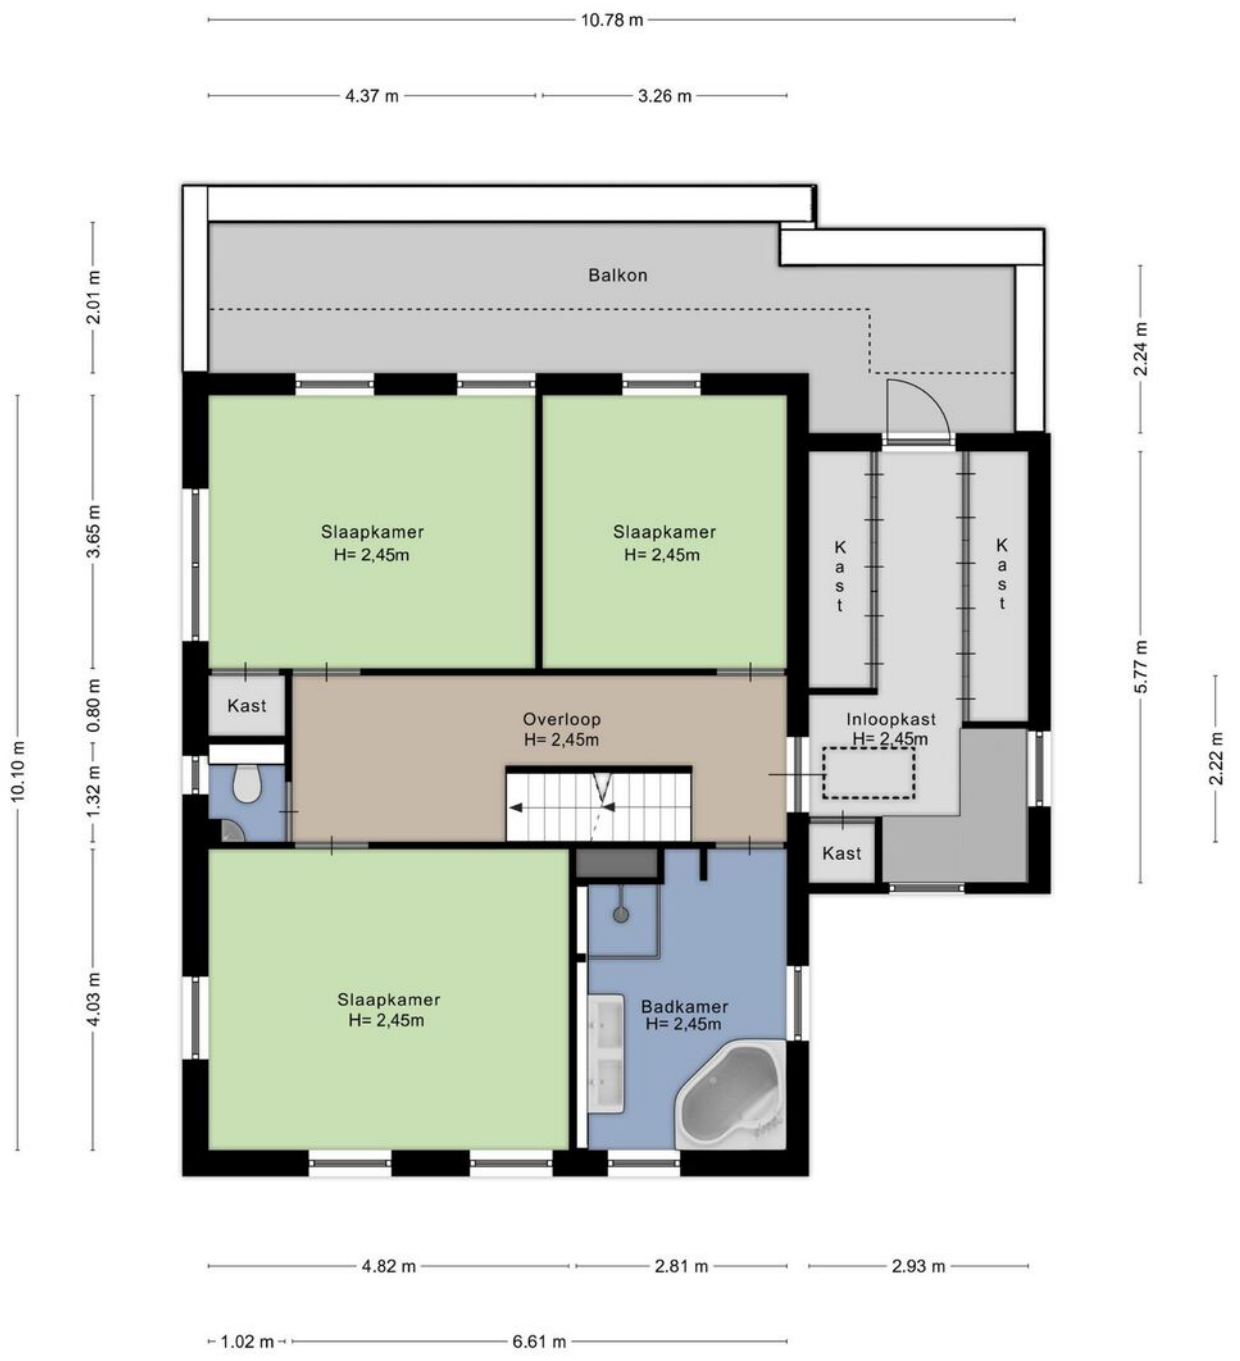 10.78 m
4.37 m
3.26 m
Balkon
2.01 m
2.24 m
Slaapkamer
H= 2,45m
Slaapkamer
H= 2,45m
3.65 m
Kast
Kast
5.77 m
Kast
0.80 m
Overloop
H= 2,45m
Inloopkast
H= 2,45m
10.10 m
1.32 m
2.22 m
Kast
Slaapkamer
H= 2,45m
Badkamer
H= 2,45m
4.03 m
4.82 m
2.81 m
2.93 m
1.02 m
6.61 m